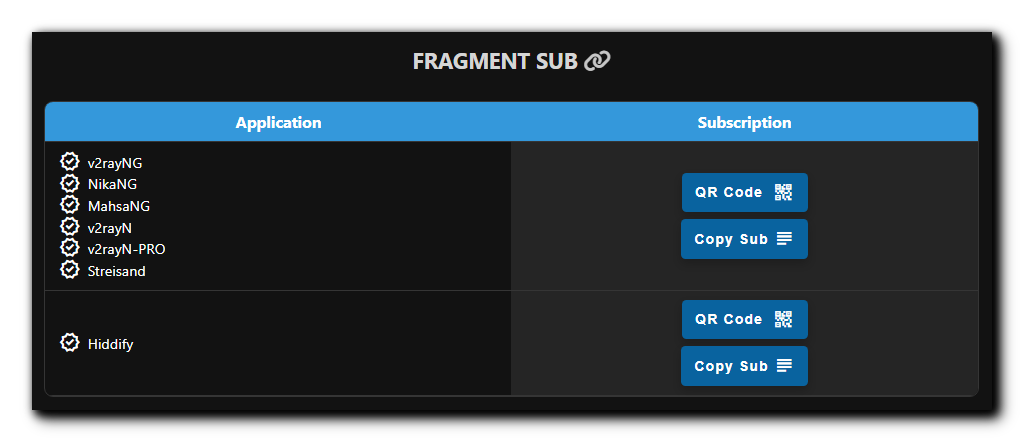 FRAGMENT SUB
Application
Subscription
v2rayNG
NikaNG
MahsaNG
v2rayN
v2rayN-PRO
Streisand
QR Code
Copy Sub
Hiddify
QR Code
Copy Sub